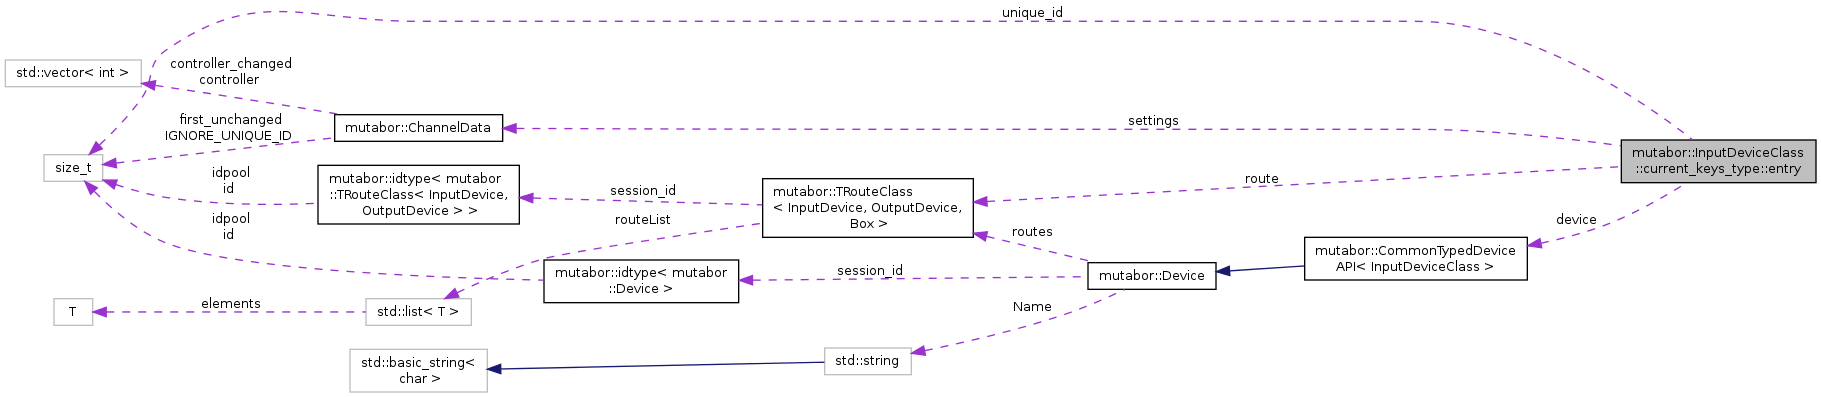 unique_id
std::vector< int >
controller_changed
controller
mutabor::ChannelData
settings
first_unchanged
IGNORE_UNIQUE_ID
mutabor::InputDeviceClass
::current_keys_type::entry
size_t
idpool
id
mutabor::idtype< mutabor
::TRouteClass< InputDevice,
OutputDevice > >
session_id
mutabor::TRouteClass
< InputDevice, OutputDevice,
Box >
route
routeList
idpool
id
routes
device
mutabor::CommonTypedDevice
API< InputDeviceClass >
mutabor::idtype< mutabor
::Device >
session_id
mutabor::Device
T
elements
std::list< T >
Name
std::basic_string<
char >
std::string